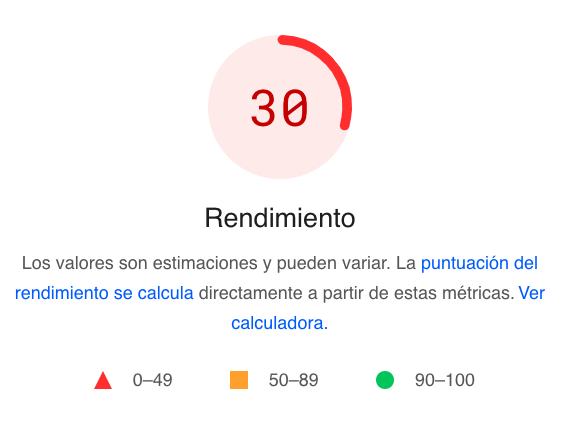 30
Rendimiento
Los valores son estimaciones y pueden variar. La puntuación del
rendimiento se calcula directamente a partir de estas métricas. Ver
calculadora.
0–49 50–89 90–100